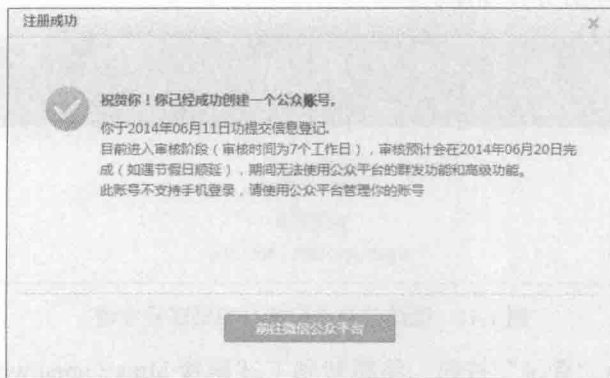 注册成功
祝贺你!你已经成功创建一个公众账号。
你于2014年06月11日功提交信息登记.
目前进入审核阶段(审核时间为7个工作日),审核预计会在2014年06月20日完
成(如遇节假日顺延),期间无法使用公众平台的群发功能和高级功能。
此账号不支持手机登录,请使用公众平台管理你的账号
前往微信公众平台